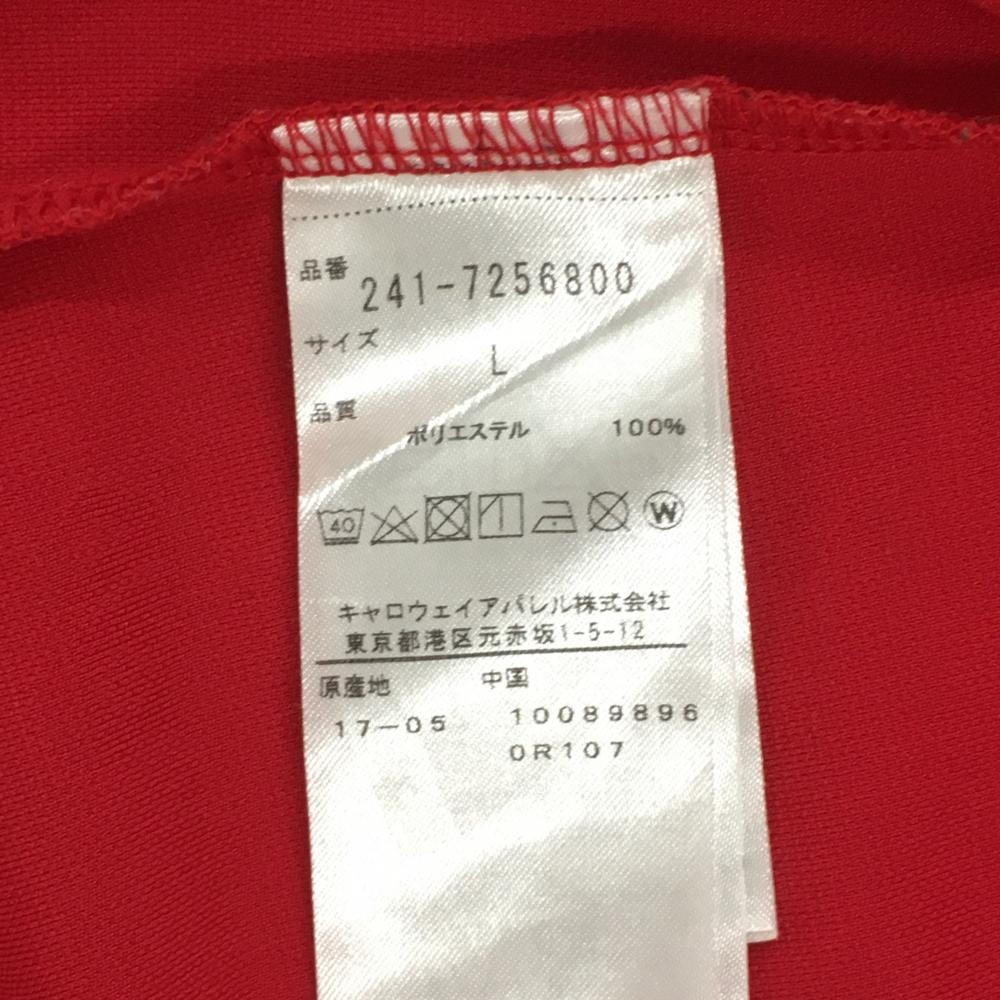 品番 241-7256800
サイズ L
品質
ポリエステル 100%
40 W
キャロウェイアパレル株式会社
東京都港区元赤坂1-5-12
原産地 中国
17-05 10089896
0R107